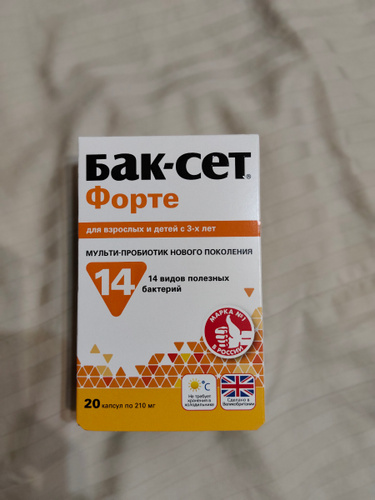 Бак-сет®
Форте
для взрослых и детей с 3-х лет
МУЛЬТИ-ПРОБИОТИК НОВОГО ПОКОЛЕНИЯ
14
14 видов полезных
бактерий
МАРКА №1
В РОССИИ
°C
Не требует
хранения в
холодильнике
Сделано в
Великобритании
20 капсул по 210 мг